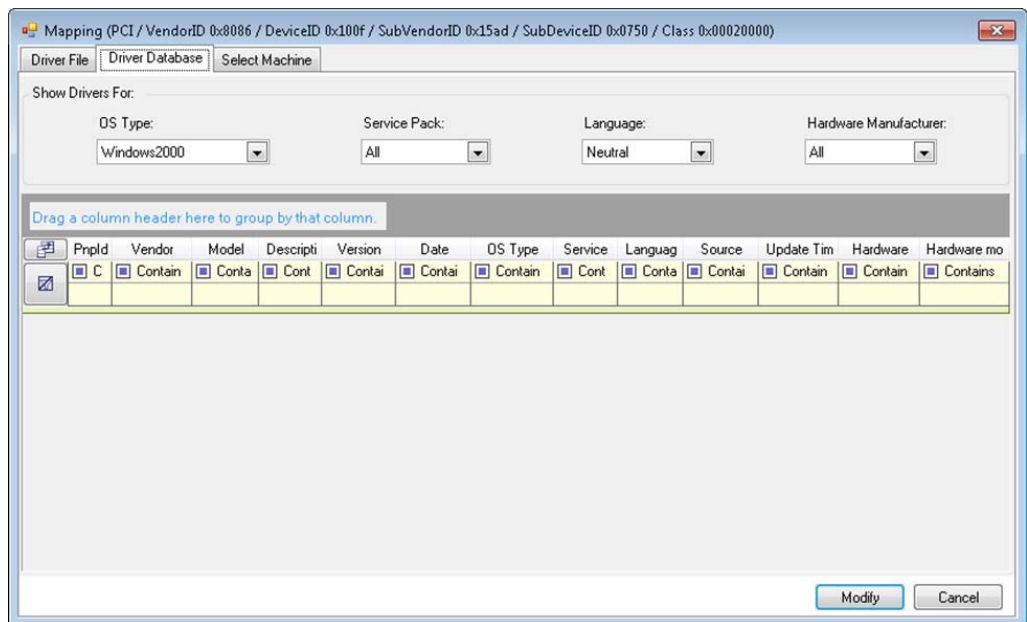 Mapping (PCI / VendorID 0x8086 / DeviceID 0x100f / SubVendorID 0x15ad / SubDeviceID 0x0750 / Class 0x00020000)
Driver File Driver Database Select Machine
Show Drivers For:
OS Type: Service Pack: Language: Hardware Manufacturer:
Windows2000 All Neutral All
Drag a column header here to group by that column.
PnpId Vendor Model Descripti Version Date OS Type Service Languag Source Update Tim Hardware Hardware mo
C Contain Conta Cont Contai Contai Contain Cont Conta Contai Contain Contain Contains
Modify Cancel